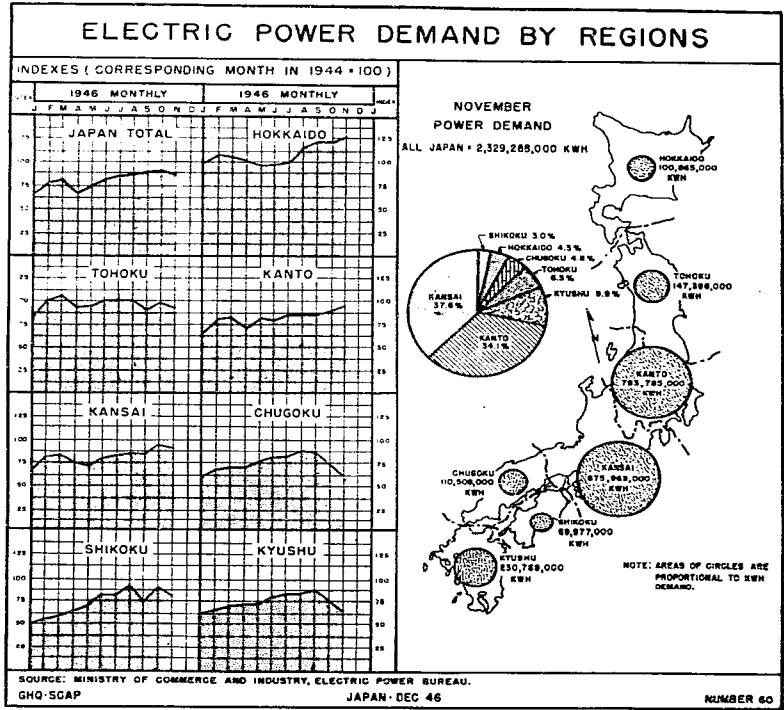 ELECTRIC POWER DEMAND BY REGIONS
INDEXES ( CORRESPONDING MONTH IN 1944 = 100 )
1946 MONTHLY
1946 MONTHLY
J F M A M J J A S O N D J F M A M J J A S O N D
JAPAN TOTAL
HOKKAIDO
TOHOKU
KANTO
KANSAI
CHUGOKU
SHIKOKU
KYUSHU
125
100
75
50
25
NOVEMBER
POWER DEMAND
ALL JAPAN = 2,329,288,000 KWH
SHIKOKU 3.0%
HOKKAIDO 4.3%
CHUGOKU 4.8%
TOHOKU
6.3%
KYUSHU 9.9%
KANSAI
37.6%
KANTO
34.1%
HOKKAIDO
100,865,000
KWH
TOHOKU
147,396,000
KWH
KANTO
793,785,000
KWH
KANSAI
875,969,000
KWH
CHUGOKU
110,508,000
KWH
SHIKOKU
69,977,000
KWH
KYUSHU
230,788,000
KWH
NOTE: AREAS OF CIRCLES ARE
PROPORTIONAL TO KWH
DEMAND.
SOURCE: MINISTRY OF COMMERCE AND INDUSTRY, ELECTRIC POWER BUREAU.
GHQ-SCAP
JAPAN - DEC 46
NUMBER 60